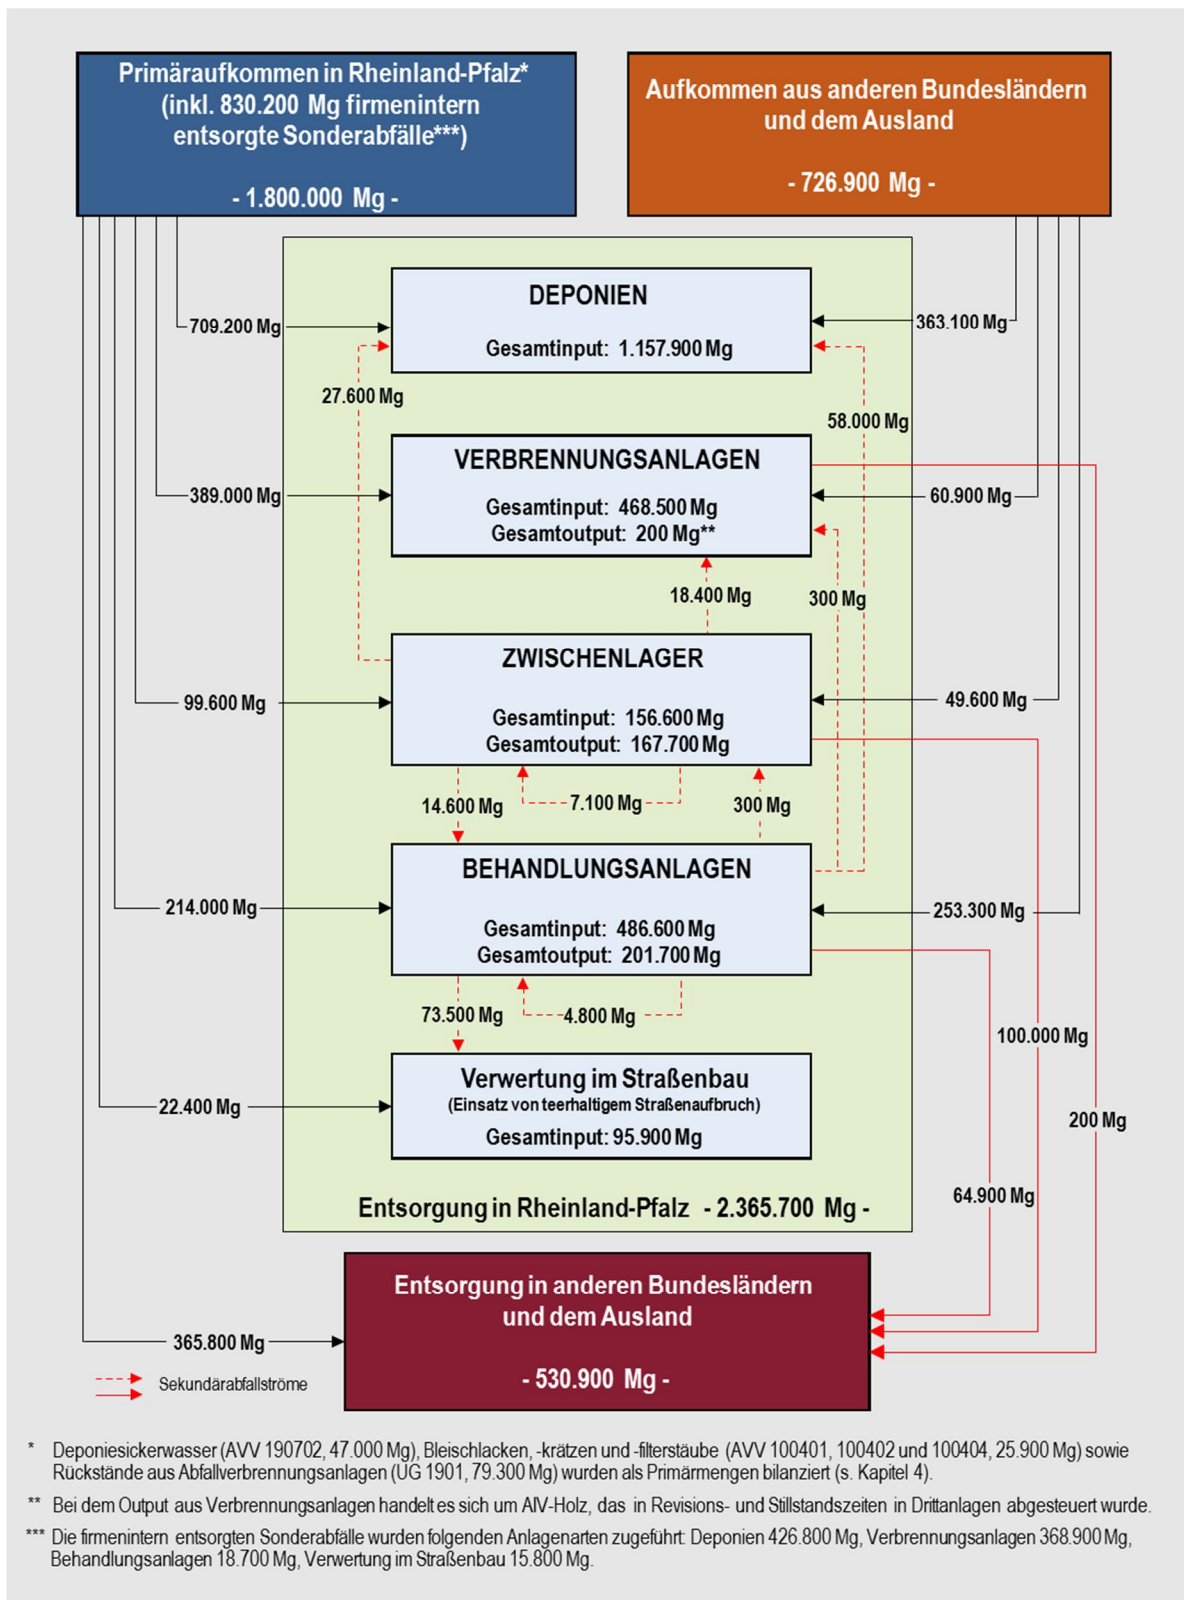 Primäraufkommen in Rheinland-Pfalz*
(inkl. 830.200 Mg firmenintern
entsorgte Sonderabfälle***)
- 1.800.000 Mg -
Aufkommen aus anderen Bundesländern
und dem Ausland
- 726.900 Mg -
DEPONIEN
Gesamtinput: 1.157.900 Mg
709.200 Mg
363.100 Mg
27.600 Mg
58.000 Mg
VERBRENNUNGSANLAGEN
Gesamtinput: 468.500 Mg
Gesamtoutput: 200 Mg**
389.000 Mg
60.900 Mg
18.400 Mg
300 Mg
ZWISCHENLAGER
Gesamtinput: 156.600 Mg
Gesamtoutput: 167.700 Mg
99.600 Mg
49.600 Mg
14.600 Mg
7.100 Mg
300 Mg
BEHANDLUNGSANLAGEN
Gesamtinput: 486.600 Mg
Gesamtoutput: 201.700 Mg
214.000 Mg
253.300 Mg
73.500 Mg
4.800 Mg
100.000 Mg
Verwertung im Straßenbau
(Einsatz von teerhaltigem Straßenaufbruch)
Gesamtinput: 95.900 Mg
22.400 Mg
200 Mg
64.900 Mg
Entsorgung in Rheinland-Pfalz - 2.365.700 Mg -
Entsorgung in anderen Bundesländern
und dem Ausland
- 530.900 Mg -
365.800 Mg
Sekundärabfallströme
* Deponiesickerwasser (AVV 190702, 47.000 Mg), Bleischlacken, -krätzen und -filterstäube (AVV 100401, 100402 und 100404, 25.900 Mg) sowie
Rückstände aus Abfallverbrennungsanlagen (UG 1901, 79.300 Mg) wurden als Primärmengen bilanziert (s. Kapitel 4).
** Bei dem Output aus Verbrennungsanlagen handelt es sich um AIV-Holz, das in Revisions- und Stillstandszeiten in Drittanlagen abgesteuert wurde.
*** Die firmenintern entsorgten Sonderabfälle wurden folgenden Anlagenarten zugeführt: Deponien 426.800 Mg, Verbrennungsanlagen 368.900 Mg,
Behandlungsanlagen 18.700 Mg, Verwertung im Straßenbau 15.800 Mg.